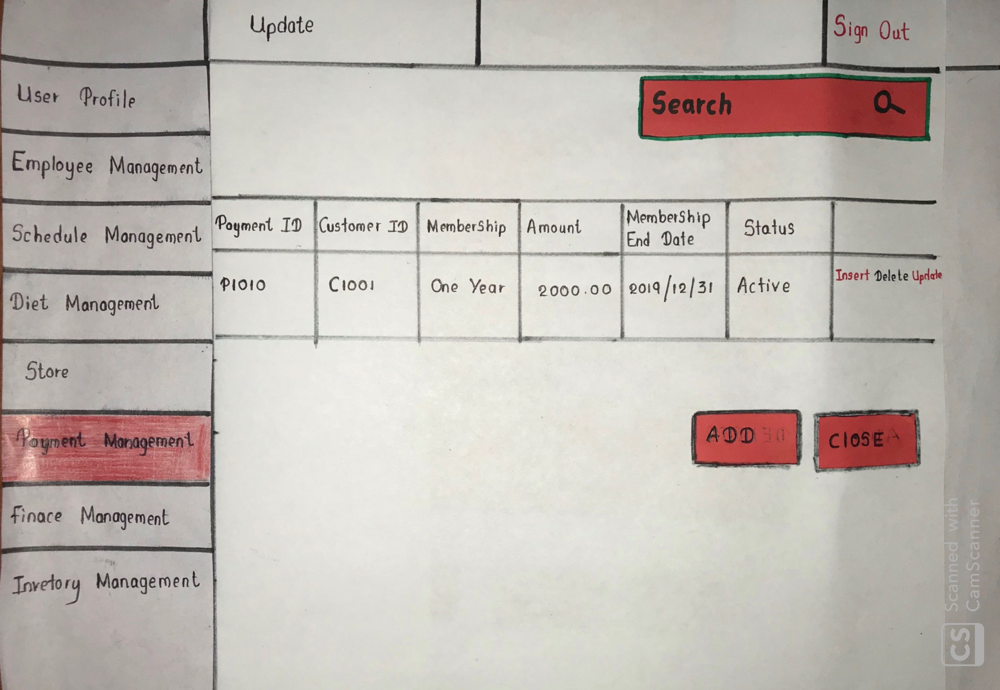 Update
Sign Out
Search
User Profile
Employee Management
Schedule Management
Diet Management
Store
Payment Management
Finace Management
Invetory Management
Payment ID Customer ID Membership Amount Membership End Date Status
P1010 C1001 One Year 2000.00 2019/12/31 Active Insert Delete Update
ADD CLOSE
Scanned with
CamScanner
CS